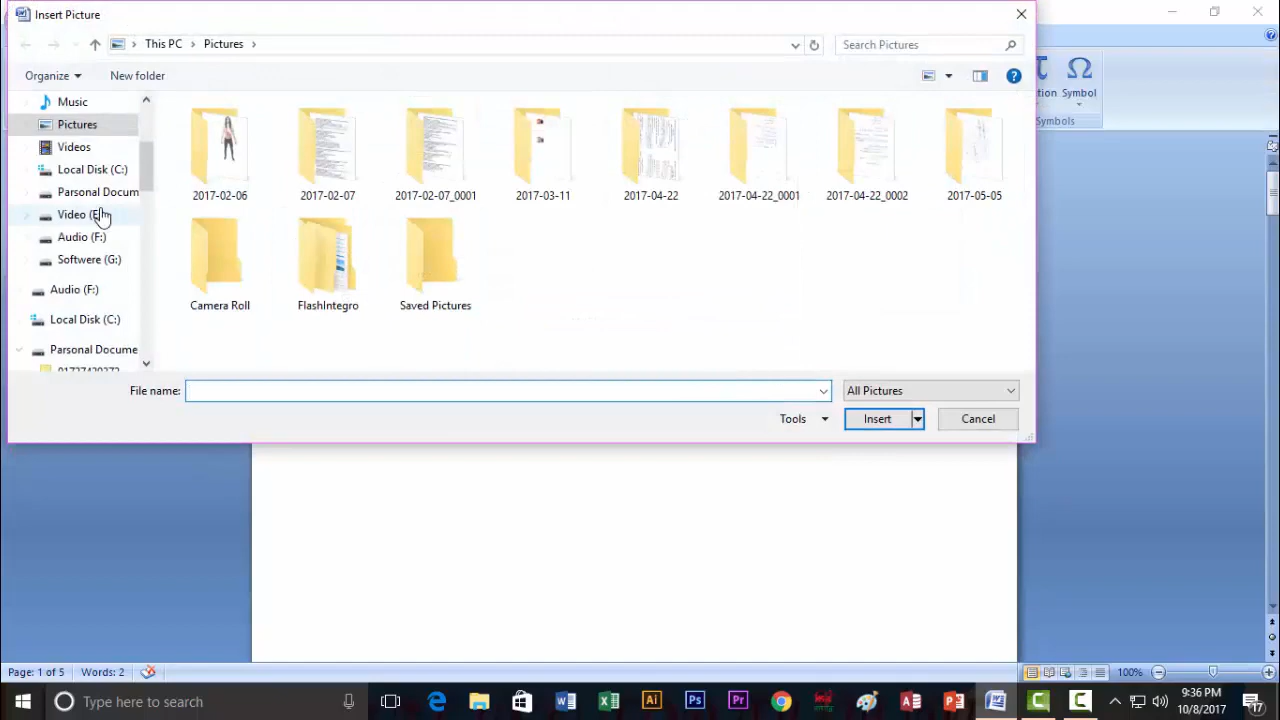 Insert Picture
This PC
Pictures
Search Pictures
Organize
New folder
Music
Pictures
Videos
Local Disk (C:)
Parsonal Docum
Video (E:)
Audio (F:)
Softwere (G:)
Audio (F:)
Local Disk (C:)
Parsonal Docume
2017-02-06
2017-02-07
2017-02-07_0001
2017-03-11
2017-04-22
2017-04-22_0001
2017-04-22_0002
2017-05-05
Camera Roll
FlashIntegro
Saved Pictures
File name:
All Pictures
Tools
Insert
Cancel
π
Ω
Symbol
Symbols
Page: 1 of 5
Words: 2
100%
Type here to search
9:36 PM
10/8/2017
17